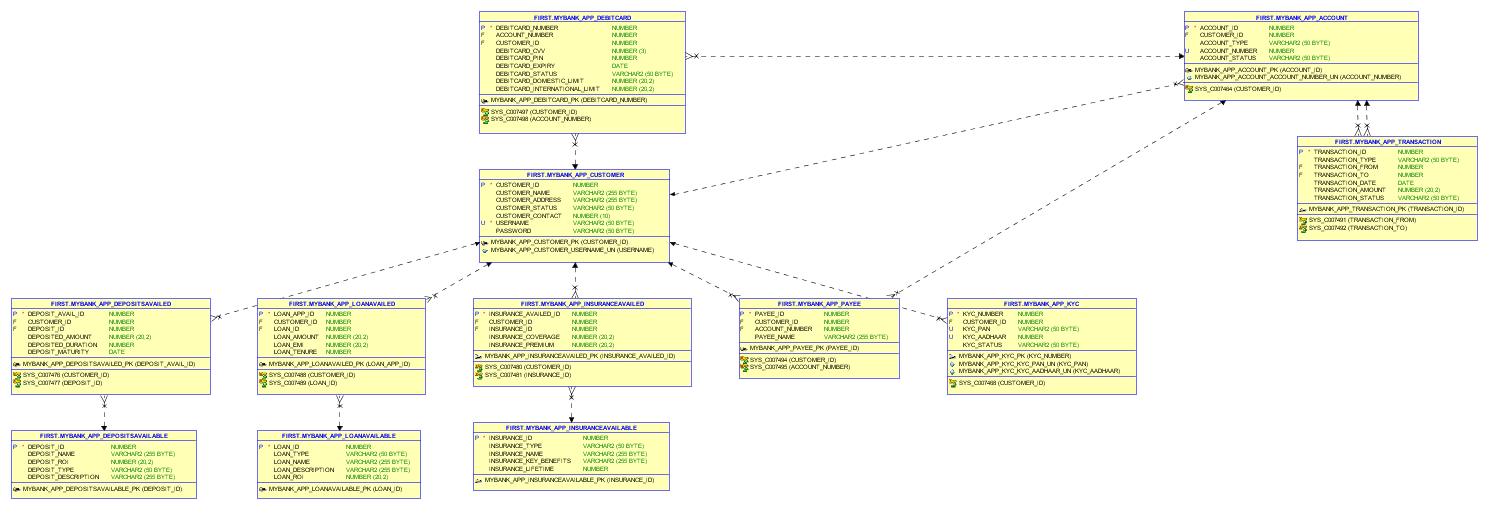 FIRST.MYBANK_APP_DEBITCARD
P * DEBITCARD_NUMBER NUMBER
F ACCOUNT_NUMBER NUMBER
F CUSTOMER_ID NUMBER
DEBITCARD_CVV NUMBER (3)
DEBITCARD_PIN NUMBER
DEBITCARD_EXPIRY DATE
DEBITCARD_STATUS VARCHAR2 (50 BYTE)
DEBITCARD_DOMESTIC_LIMIT NUMBER (20,2)
DEBITCARD_INTERNATIONAL_LIMIT NUMBER (20,2)
MYBANK_APP_DEBITCARD_PK (DEBITCARD_NUMBER)
SYS_C007497 (CUSTOMER_ID)
SYS_C007498 (ACCOUNT_NUMBER)
FIRST.MYBANK_APP_ACCOUNT
P * ACCOUNT_ID NUMBER
F CUSTOMER_ID NUMBER
ACCOUNT_TYPE VARCHAR2 (50 BYTE)
U ACCOUNT_NUMBER NUMBER
ACCOUNT_STATUS VARCHAR2 (50 BYTE)
MYBANK_APP_ACCOUNT_PK (ACCOUNT_ID)
MYBANK_APP_ACCOUNT_ACCOUNT_NUMBER_UN (ACCOUNT_NUMBER)
SYS_C007464 (CUSTOMER_ID)
FIRST.MYBANK_APP_TRANSACTION
P * TRANSACTION_ID NUMBER
TRANSACTION_TYPE VARCHAR2 (50 BYTE)
F TRANSACTION_FROM NUMBER
F TRANSACTION_TO NUMBER
TRANSACTION_DATE DATE
TRANSACTION_AMOUNT NUMBER (20,2)
TRANSACTION_STATUS VARCHAR2 (50 BYTE)
MYBANK_APP_TRANSACTION_PK (TRANSACTION_ID)
SYS_C007491 (TRANSACTION_FROM)
SYS_C007492 (TRANSACTION_TO)
FIRST.MYBANK_APP_CUSTOMER
P * CUSTOMER_ID NUMBER
CUSTOMER_NAME VARCHAR2 (255 BYTE)
CUSTOMER_ADDRESS VARCHAR2 (255 BYTE)
CUSTOMER_STATUS VARCHAR2 (50 BYTE)
CUSTOMER_CONTACT NUMBER (10)
U * USERNAME VARCHAR2 (50 BYTE)
PASSWORD VARCHAR2 (50 BYTE)
MYBANK_APP_CUSTOMER_PK (CUSTOMER_ID)
MYBANK_APP_CUSTOMER_USERNAME_UN (USERNAME)
FIRST.MYBANK_APP_DEPOSITSAVAILED
P * DEPOSIT_AVAIL_ID NUMBER
F CUSTOMER_ID NUMBER
F DEPOSIT_ID NUMBER
DEPOSITED_AMOUNT NUMBER (20,2)
DEPOSITED_DURATION NUMBER
DEPOSIT_MATURITY DATE
MYBANK_APP_DEPOSITSAVAILED_PK (DEPOSIT_AVAIL_ID)
SYS_C007476 (CUSTOMER_ID)
SYS_C007477 (DEPOSIT_ID)
FIRST.MYBANK_APP_LOANAVAILED
P * LOAN_APP_ID NUMBER
F CUSTOMER_ID NUMBER
F LOAN_ID NUMBER
LOAN_AMOUNT NUMBER (20,2)
LOAN_EMI NUMBER (20,2)
LOAN_TENURE NUMBER
MYBANK_APP_LOANAVAILED_PK (LOAN_APP_ID)
SYS_C007488 (CUSTOMER_ID)
SYS_C007489 (LOAN_ID)
FIRST.MYBANK_APP_INSURANCEAVAILED
P * INSURANCE_AVAILED_ID NUMBER
F CUSTOMER_ID NUMBER
F INSURANCE_ID NUMBER
INSURANCE_COVERAGE NUMBER (20,2)
INSURANCE_PREMIUM NUMBER (20,2)
MYBANK_APP_INSURANCEAVAILED_PK (INSURANCE_AVAILED_ID)
SYS_C007480 (CUSTOMER_ID)
SYS_C007481 (INSURANCE_ID)
FIRST.MYBANK_APP_PAYEE
P * PAYEE_ID NUMBER
F CUSTOMER_ID NUMBER
F ACCOUNT_NUMBER NUMBER
PAYEE_NAME VARCHAR2 (255 BYTE)
MYBANK_APP_PAYEE_PK (PAYEE_ID)
SYS_C007494 (CUSTOMER_ID)
SYS_C007495 (ACCOUNT_NUMBER)
FIRST.MYBANK_APP_KYC
P * KYC_NUMBER NUMBER
F CUSTOMER_ID NUMBER
U KYC_PAN VARCHAR2 (50 BYTE)
U KYC_AADHAAR NUMBER
KYC_STATUS VARCHAR2 (50 BYTE)
MYBANK_APP_KYC_PK (KYC_NUMBER)
MYBANK_APP_KYC_KYC_PAN_UN (KYC_PAN)
MYBANK_APP_KYC_KYC_AADHAAR_UN (KYC_AADHAAR)
SYS_C007468 (CUSTOMER_ID)
FIRST.MYBANK_APP_DEPOSITSAVAILABLE
P * DEPOSIT_ID NUMBER
DEPOSIT_NAME VARCHAR2 (255 BYTE)
DEPOSIT_ROI NUMBER (20,2)
DEPOSIT_TYPE VARCHAR2 (50 BYTE)
DEPOSIT_DESCRIPTION VARCHAR2 (255 BYTE)
MYBANK_APP_DEPOSITSAVAILABLE_PK (DEPOSIT_ID)
FIRST.MYBANK_APP_LOANAVAILABLE
P * LOAN_ID NUMBER
LOAN_TYPE VARCHAR2 (50 BYTE)
LOAN_NAME VARCHAR2 (255 BYTE)
LOAN_DESCRIPTION VARCHAR2 (255 BYTE)
LOAN_ROI NUMBER (20,2)
MYBANK_APP_LOANAVAILABLE_PK (LOAN_ID)
FIRST.MYBANK_APP_INSURANCEAVAILABLE
P * INSURANCE_ID NUMBER
INSURANCE_TYPE VARCHAR2 (50 BYTE)
INSURANCE_NAME VARCHAR2 (255 BYTE)
INSURANCE_KEY_BENEFITS VARCHAR2 (255 BYTE)
INSURANCE_LIFETIME NUMBER
MYBANK_APP_INSURANCEAVAILABLE_PK (INSURANCE_ID)